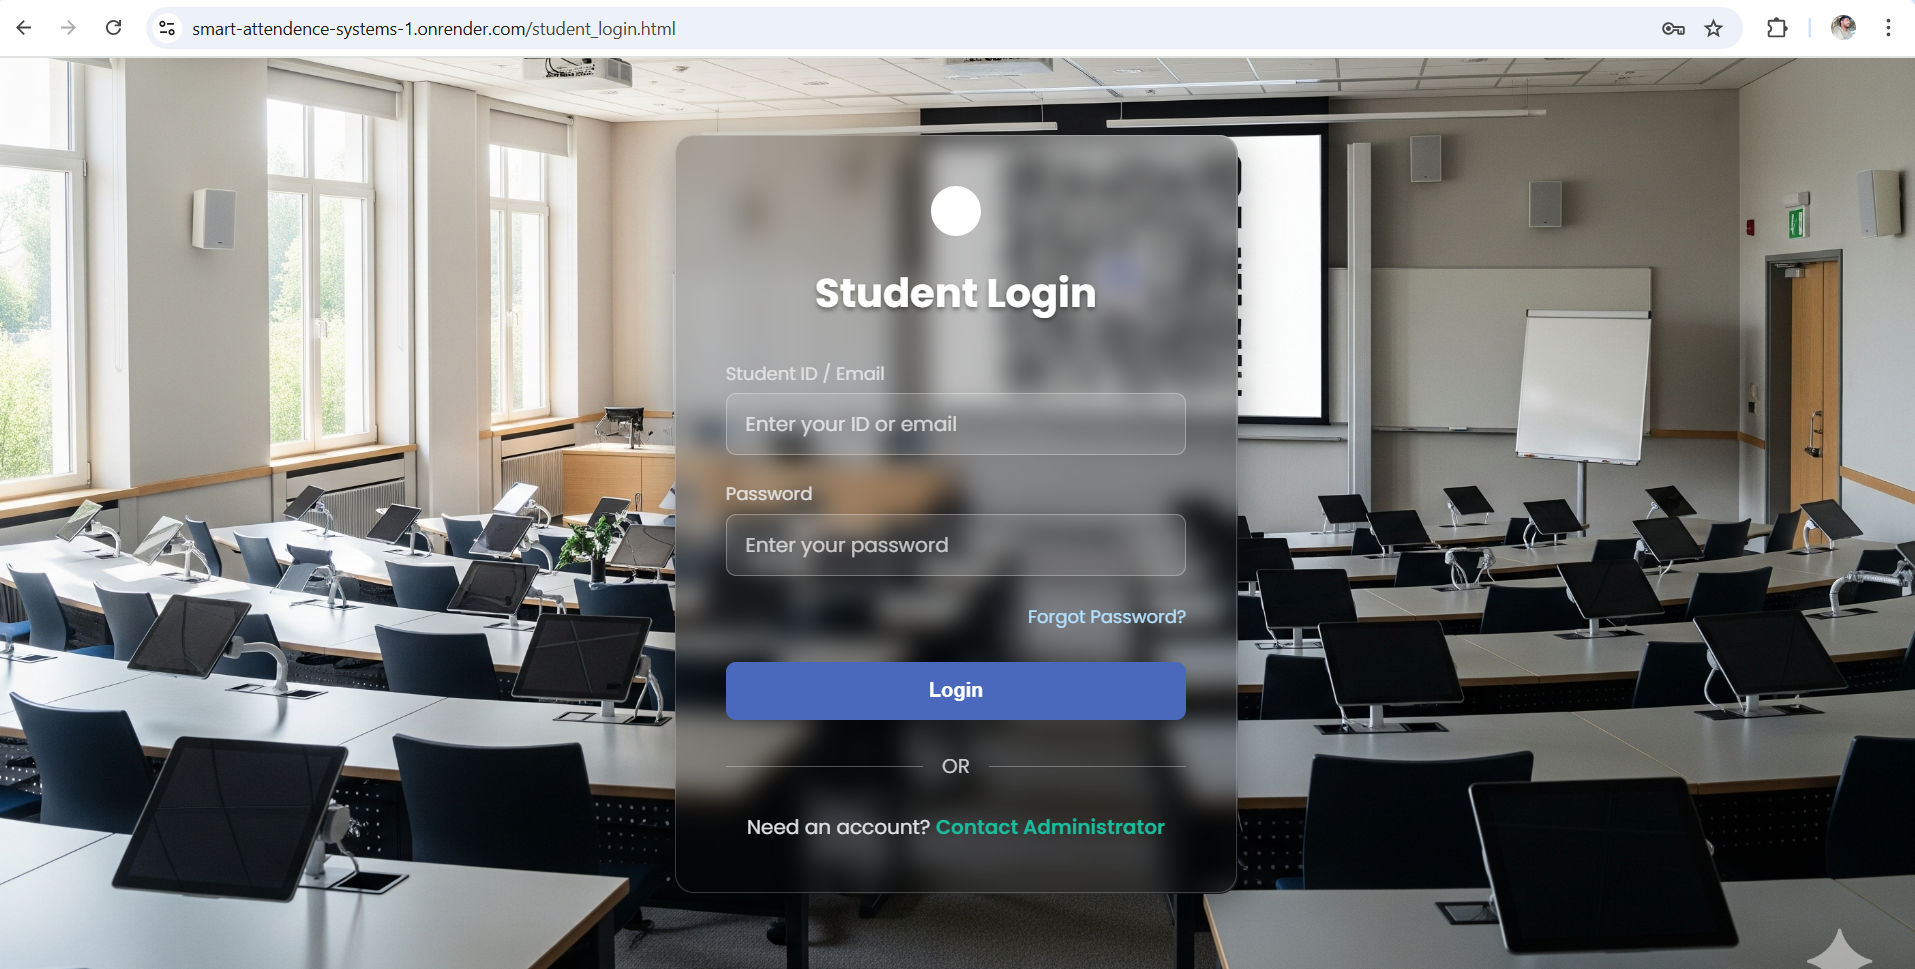 smart-attendence-systems-1.onrender.com/student_login.html
Student Login
Student ID / Email
Enter your ID or email
Password
Enter your password
Forgot Password?
Login
OR
Need an account? Contact Administrator